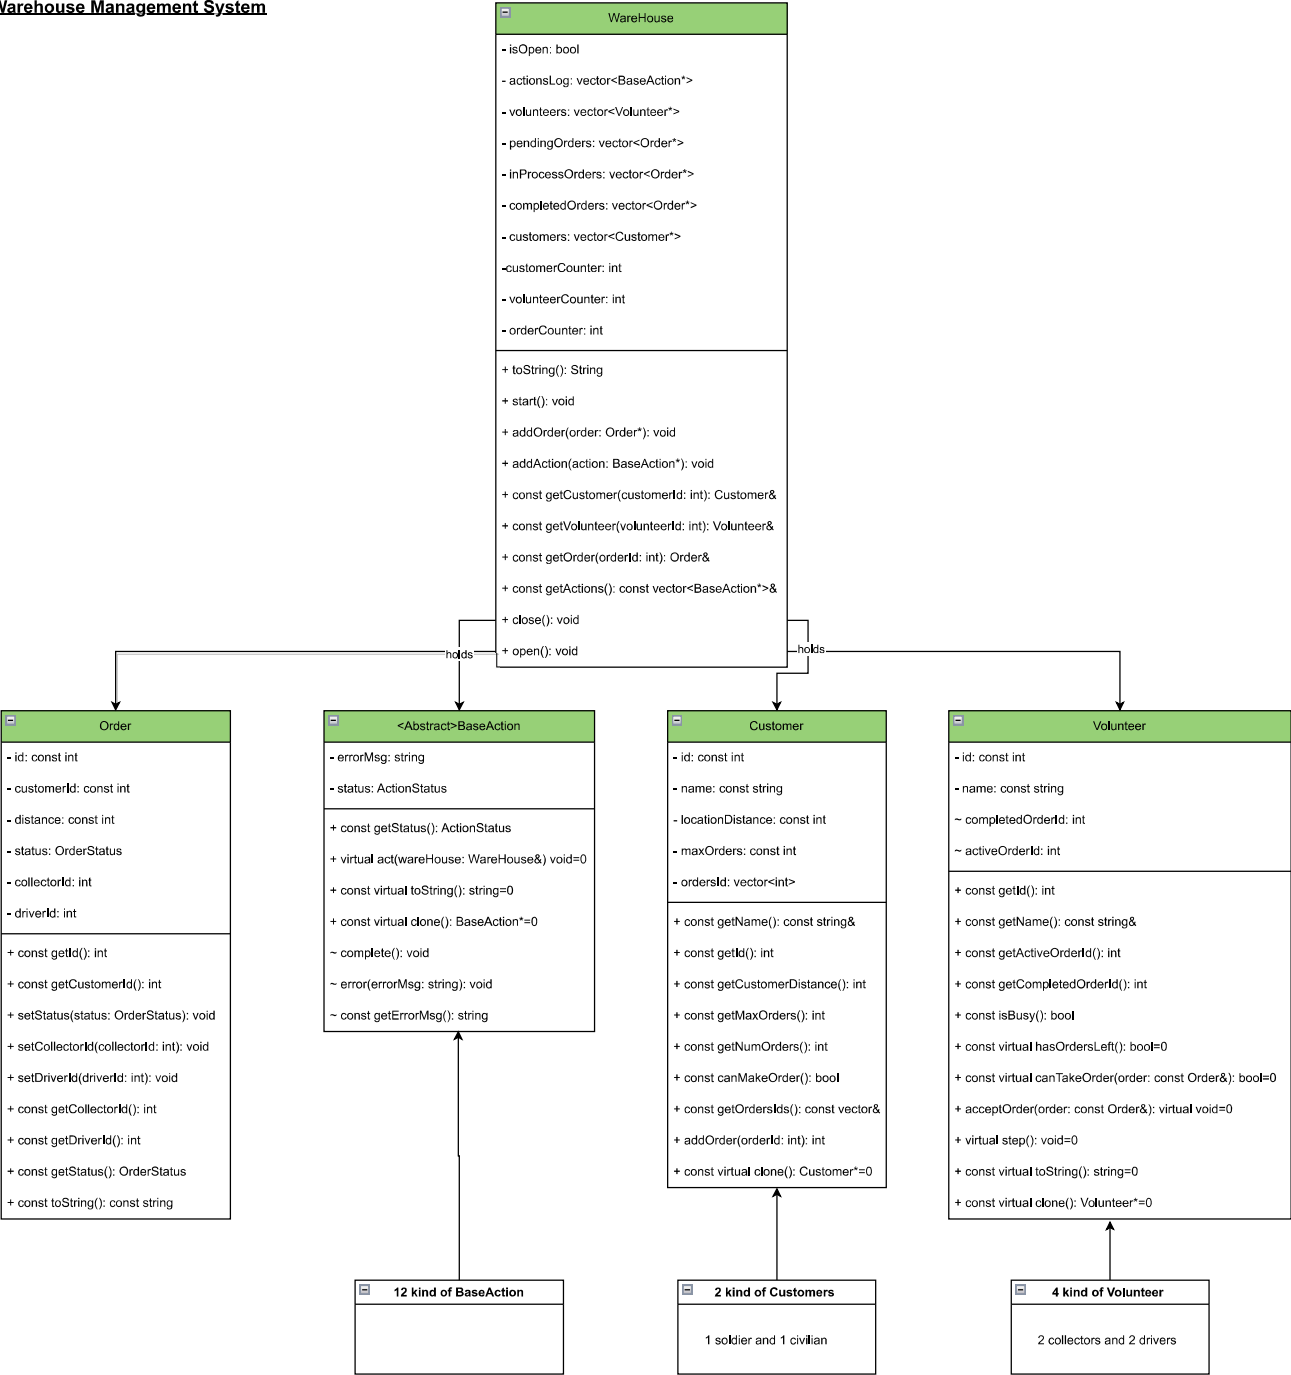 Warehouse Management System
WareHouse
- isOpen: bool
- actionsLog: vector<BaseAction*>
- volunteers: vector<Volunteer*>
- pendingOrders: vector<Order*>
- inProcessOrders: vector<Order*>
- completedOrders: vector<Order*>
- customers: vector<Customer*>
-customerCounter: int
- volunteerCounter: int
- orderCounter: int
+ toString(): String
+ start(): void
+ addOrder(order: Order*): void
+ addAction(action: BaseAction*): void
+ const getCustomer(customerId: int): Customer&
+ const getVolunteer(volunteerId: int): Volunteer&
+ const getOrder(orderId: int): Order&
+ const getActions(): const vector<BaseAction*>&
+ close(): void
+ open(): void
holds
holds
Order
- id: const int
- customerId: const int
- distance: const int
- status: OrderStatus
- collectorId: int
- driverId: int
+ const getId(): int
+ const getCustomerId(): int
+ setStatus(status: OrderStatus): void
+ setCollectorId(collectorId: int): void
+ setDriverId(driverId: int): void
+ const getCollectorId(): int
+ const getDriverId(): int
+ const getStatus(): OrderStatus
+ const toString(): const string
<Abstract>BaseAction
- errorMsg: string
- status: ActionStatus
+ const getStatus(): ActionStatus
+ virtual act(wareHouse: WareHouse&) void=0
+ const virtual toString(): string=0
+ const virtual clone(): BaseAction*=0
~ complete(): void
~ error(errorMsg: string): void
~ const getErrorMsg(): string
Customer
- id: const int
- name: const string
- locationDistance: const int
- maxOrders: const int
- ordersId: vector<int>
+ const getName(): const string&
+ const getId(): int
+ const getCustomerDistance(): int
+ const getMaxOrders(): int
+ const getNumOrders(): int
+ const canMakeOrder(): bool
+ const getOrdersIds(): const vector&
+ addOrder(orderId: int): int
+ const virtual clone(): Customer*=0
Volunteer
- id: const int
- name: const string
~ completedOrderId: int
~ activeOrderId: int
+ const getId(): int
+ const getName(): const string&
+ const getActiveOrderId(): int
+ const getCompletedOrderId(): int
+ const isBusy(): bool
+ const virtual hasOrdersLeft(): bool=0
+ const virtual canTakeOrder(order: const Order&): bool=0
+ acceptOrder(order: const Order&): virtual void=0
+ virtual step(): void=0
+ const virtual toString(): string=0
+ const virtual clone(): Volunteer*=0
12 kind of BaseAction
2 kind of Customers
1 soldier and 1 civilian
4 kind of Volunteer
2 collectors and 2 drivers